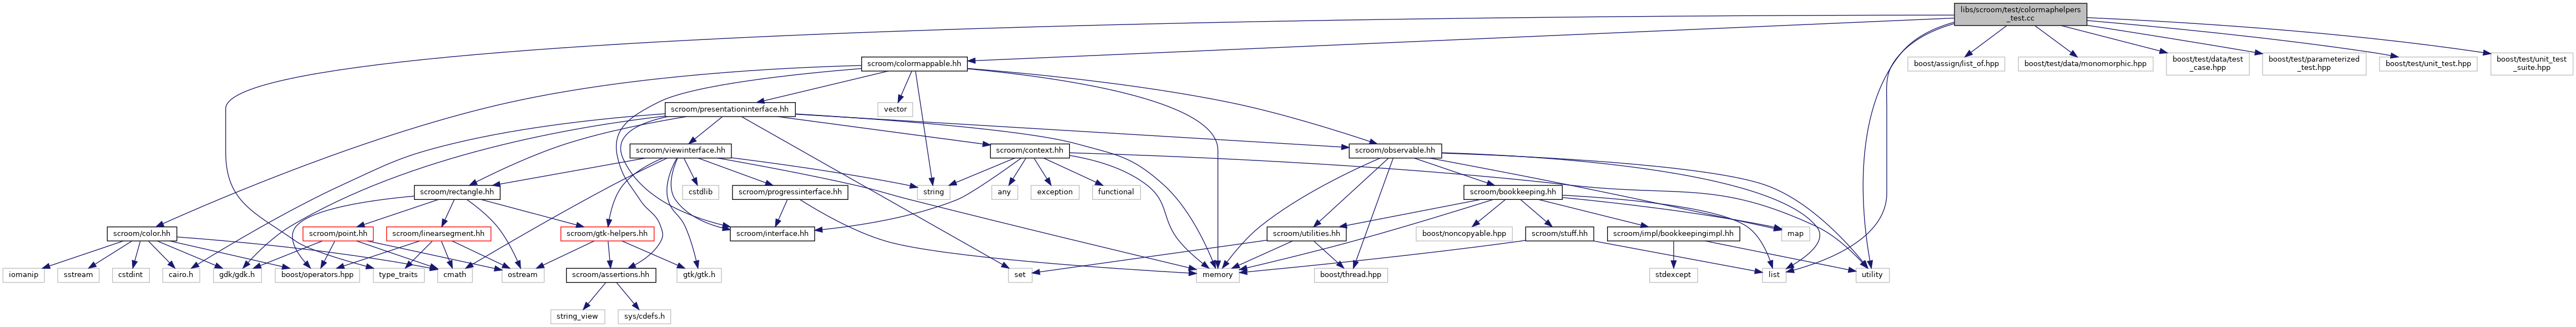 libs/scroom/test/colormaphelpers
_test.cc
scroom/colormappable.hh
boost/assign/list_of.hpp
boost/test/data/monomorphic.hpp
boost/test/data/test
_case.hpp
boost/test/parameterized
_test.hpp
boost/test/unit_test.hpp
boost/test/unit_test
_suite.hpp
scroom/presentationinterface.hh
vector
scroom/viewinterface.hh
scroom/context.hh
scroom/observable.hh
scroom/rectangle.hh
cstdlib
scroom/progressinterface.hh
string
any
exception
functional
scroom/bookkeeping.hh
scroom/color.hh
scroom/point.hh
scroom/linearsegment.hh
scroom/gtk-helpers.hh
scroom/interface.hh
scroom/utilities.hh
boost/noncopyable.hpp
scroom/stuff.hh
scroom/impl/bookkeepingimpl.hh
map
iomanip
sstream
cstdint
cairo.h
gdk/gdk.h
boost/operators.hpp
type_traits
cmath
ostream
scroom/assertions.hh
gtk/gtk.h
set
memory
boost/thread.hpp
stdexcept
list
utility
string_view
sys/cdefs.h